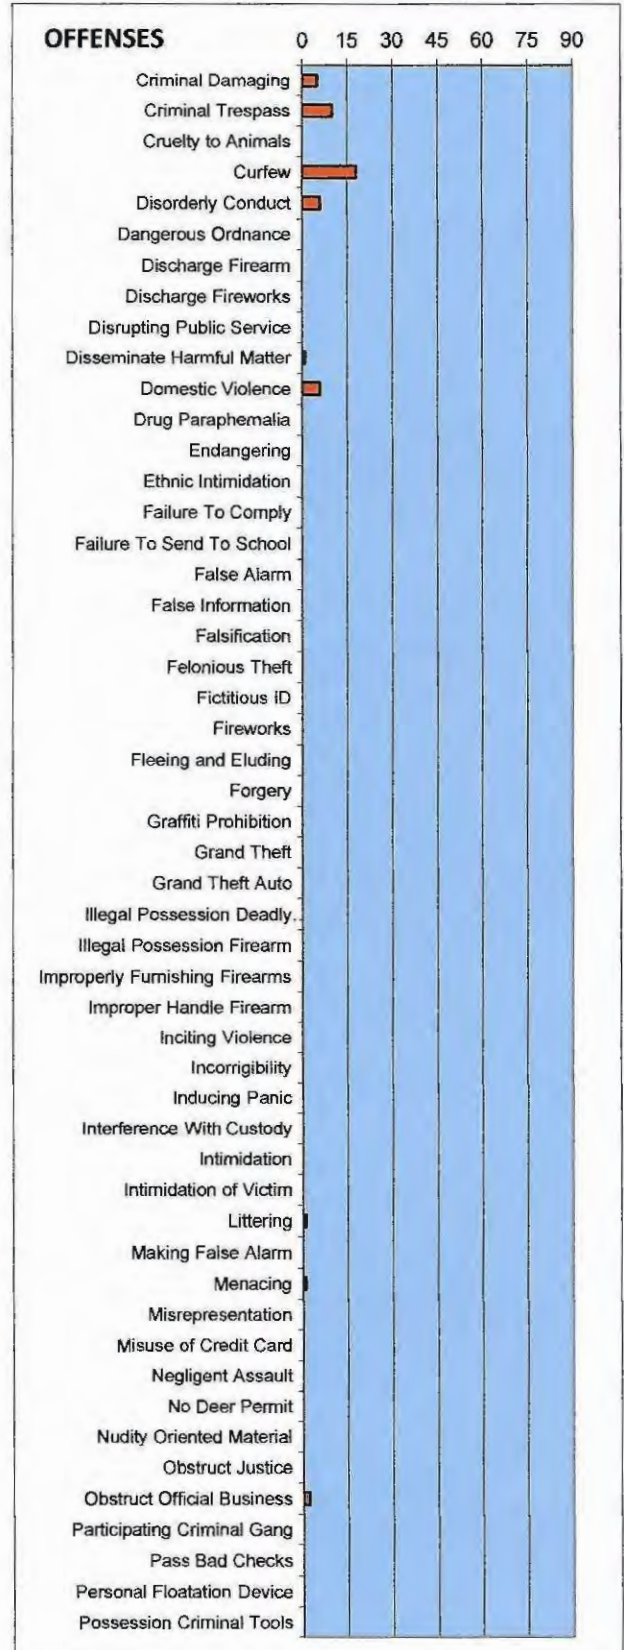 OFFENSES 0 15 30 45 60 75 90
Criminal Damaging
Criminal Trespass
Cruelty to Animals
Curfew
Disorderly Conduct
Dangerous Ordnance
Discharge Firearm
Discharge Fireworks
Disrupting Public Service
Disseminate Harmful Matter
Domestic Violence
Drug Paraphernalia
Endangering
Ethnic Intimidation
Failure To Comply
Failure To Send To School
False Alarm
False Information
Falsification
Felonious Theft
Fictitious iD
Fireworks
Fleeing and Eluding
Forgery
Graffiti Prohibition
Grand Theft
Grand Theft Auto
Illegal Possession Deadly..
Illegal Possession Firearm
Improperly Furnishing Firearms
Improper Handle Firearm
Inciting Violence
Incorrigibility
Inducing Panic
Interference With Custody
Intimidation
Intimidation of Victim
Littering
Making False Alarm
Menacing
Misrepresentation
Misuse of Credit Card
Negligent Assault
No Deer Permit
Nudity Oriented Material
Obstruct Justice
Obstruct Official Business
Participating Criminal Gang
Pass Bad Checks
Personal Floatation Device
Possession Criminal Tools